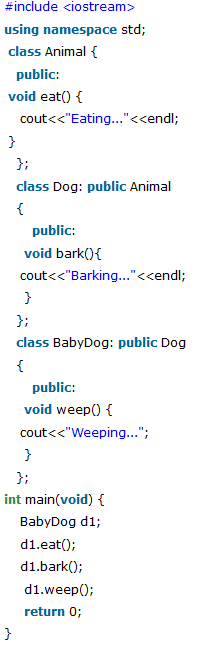 #include <iostream>
using namespace std;
class Animal {
public:
void eat() {
cout<<"Eating..."<<endl;
}
};
class Dog: public Animal
{
public:
void bark(){
cout<<"Barking..."<<endl;
}
};
class BabyDog: public Dog
{
public:
void weep() {
cout<<"Weeping...";
}
};
int main(void) {
BabyDog d1;
d1.eat();
d1.bark();
d1.weep();
return 0;
}